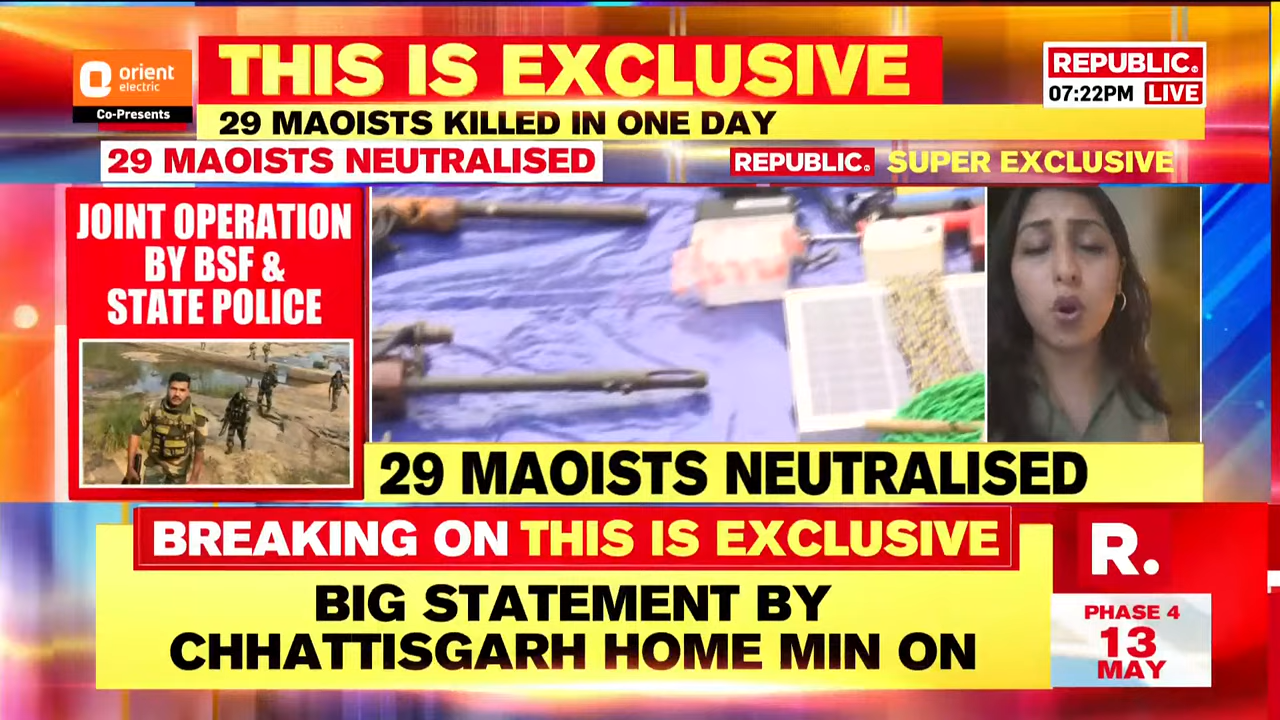 orient
electric
Co-Presents
THIS IS EXCLUSIVE
REPUBLIC.
07:22PM LIVE
29 MAOISTS KILLED IN ONE DAY
29 MAOISTS NEUTRALISED
REPUBLIC. SUPER EXCLUSIVE
JOINT OPERATION
BY BSF &
STATE POLICE
29 MAOISTS NEUTRALISED
BREAKING ON THIS IS EXCLUSIVE
BIG STATEMENT BY
CHHATTISGARH HOME MIN ON
R.
PHASE 4
13
MAY